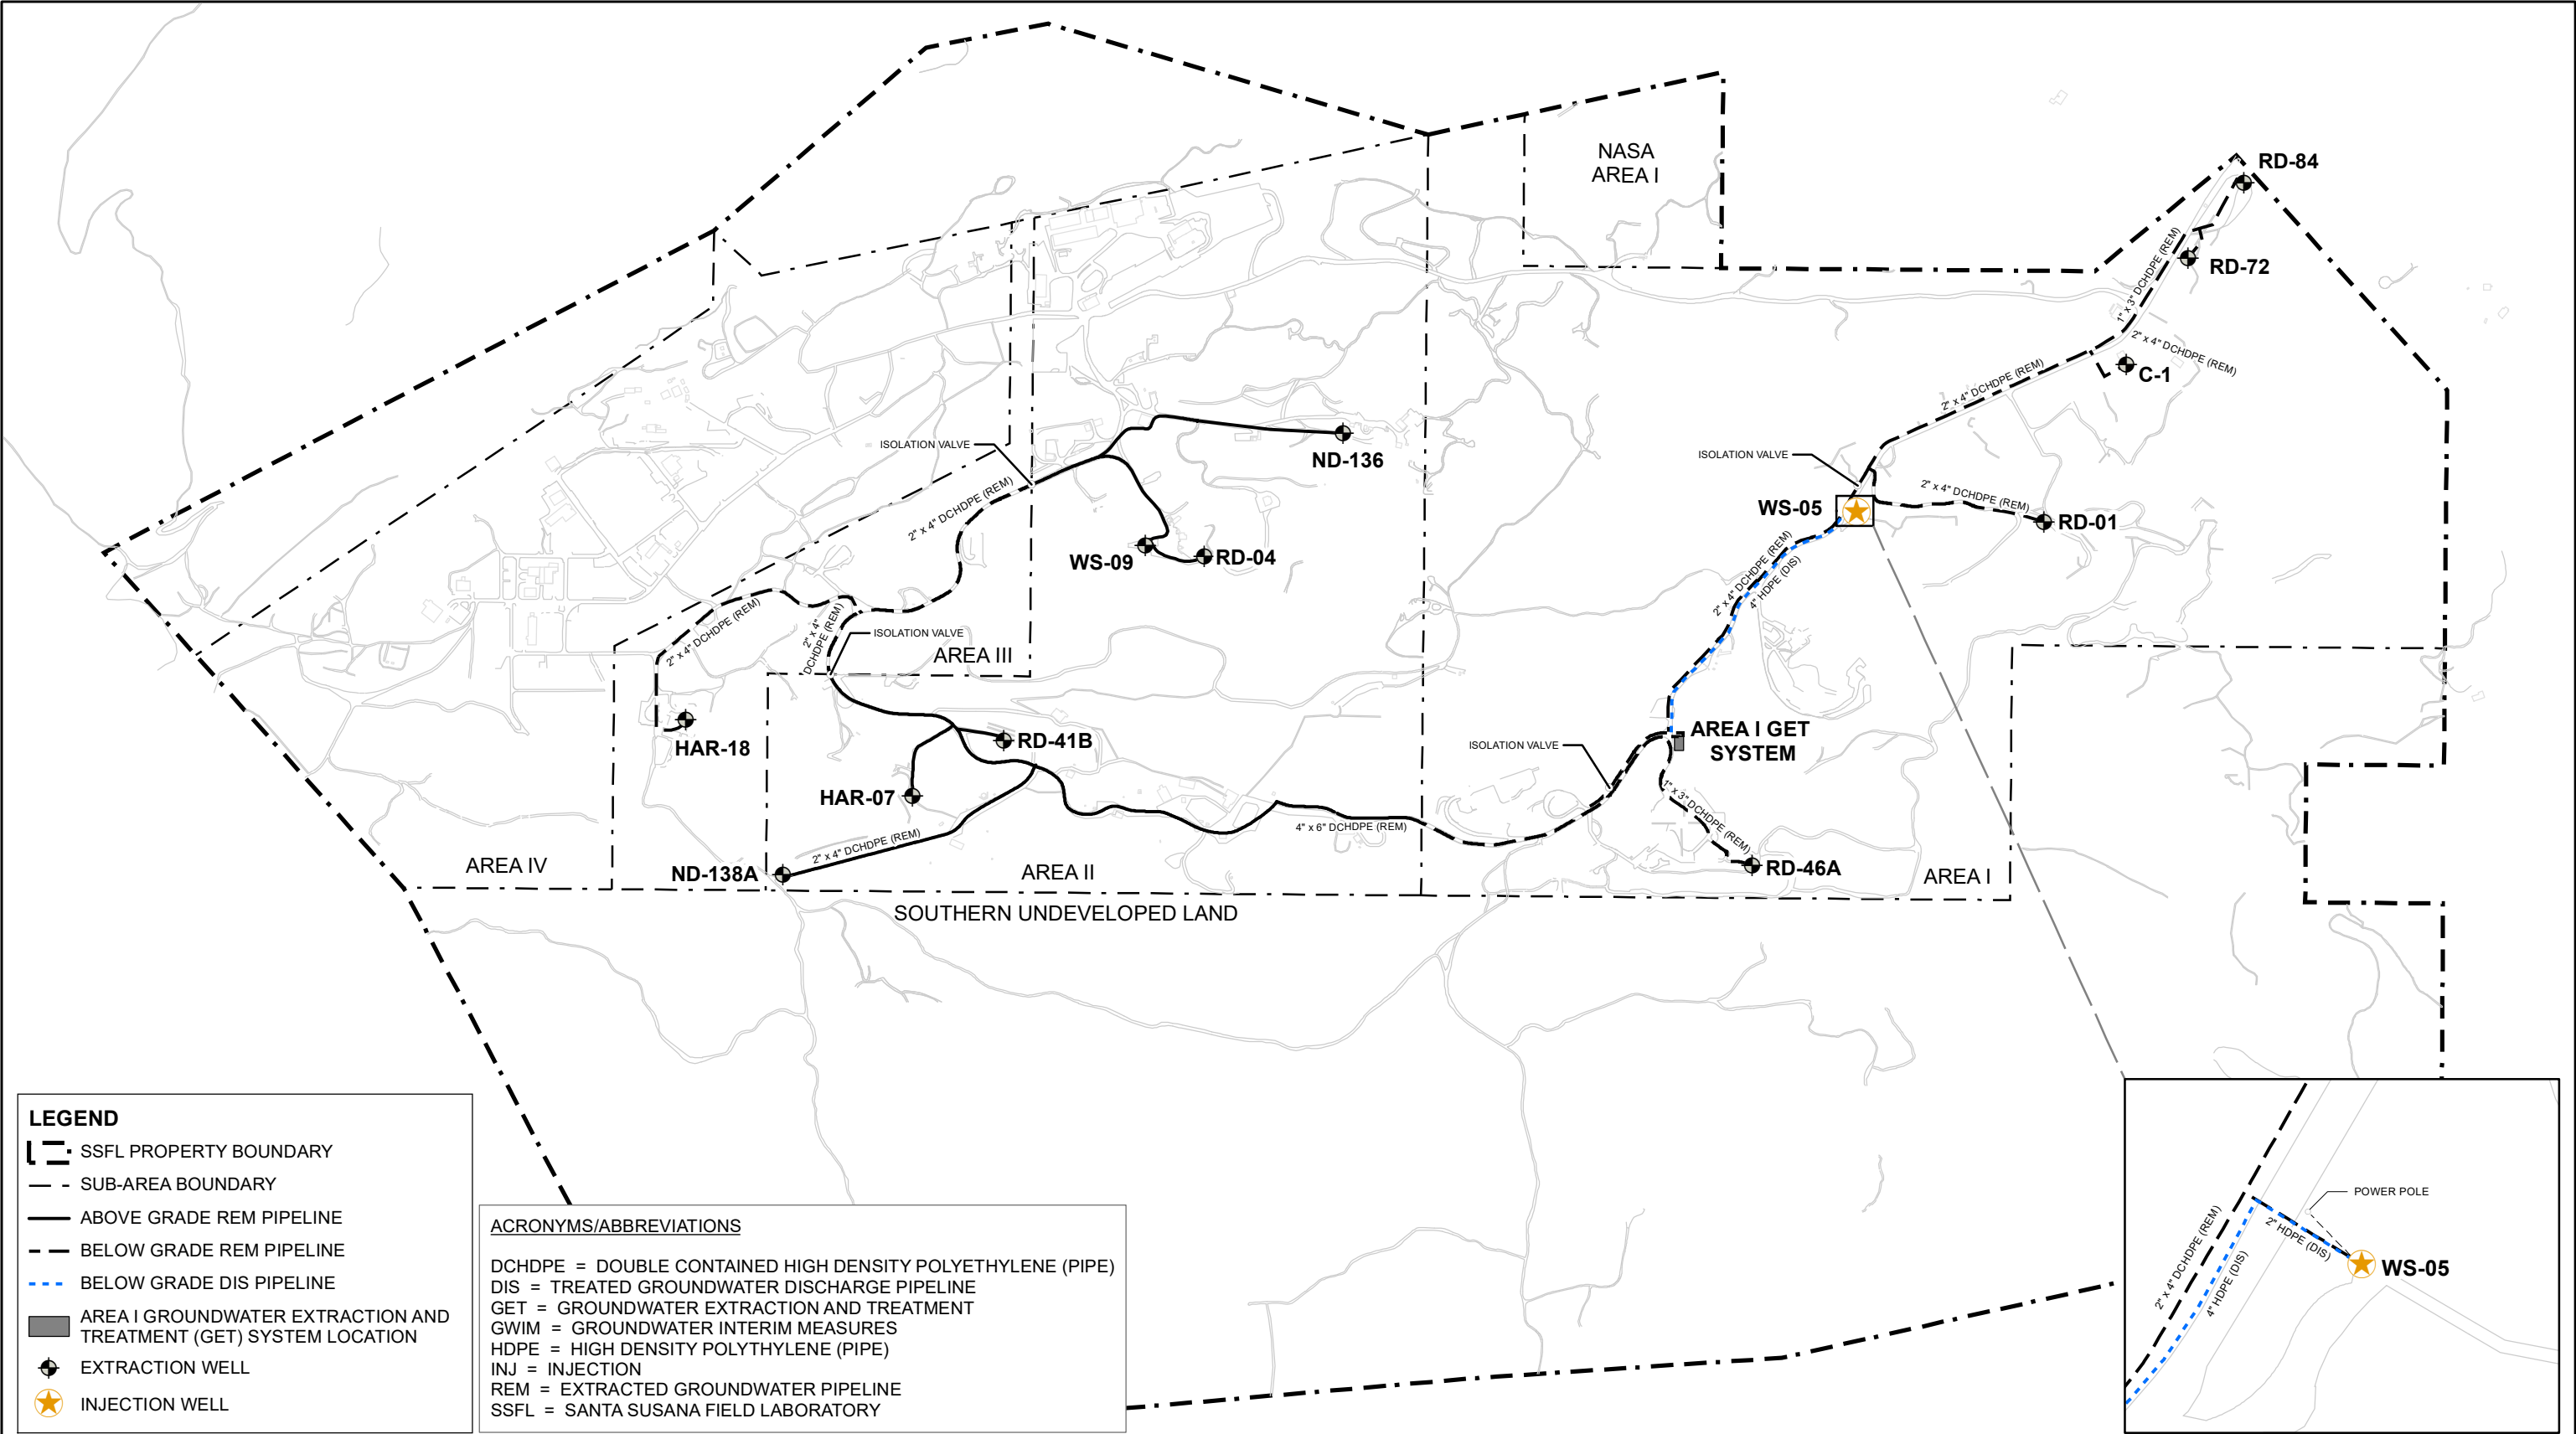 NASA
AREA I
RD-84
RD-72
1" x 3" DCHDPE (REM)
2" x 4" DCHDPE (REM)
C-1
2" x 4" DCHDPE (REM)
ISOLATION VALVE
ND-136
ISOLATION VALVE
WS-05
2" x 4" DCHDPE (REM)
RD-01
2" x 4" DCHDPE (REM)
WS-09
RD-04
2" x 4" DCHDPE (REM)
4" HDPE (DIS)
2" x 4" DCHDPE (REM)
2" x 4"
DCHDPE (REM)
ISOLATION VALVE
AREA III
HAR-18
RD-41B
AREA I GET
SYSTEM
ISOLATION VALVE
HAR-07
1" x 3" DCHDPE (REM)
4" x 6" DCHDPE (REM)
2" x 4" DCHDPE (REM)
AREA IV
ND-138A
AREA II
RD-46A
AREA I
SOUTHERN UNDEVELOPED LAND
LEGEND
SSFL PROPERTY BOUNDARY
SUB-AREA BOUNDARY
ABOVE GRADE REM PIPELINE
BELOW GRADE REM PIPELINE
BELOW GRADE DIS PIPELINE
AREA I GROUNDWATER EXTRACTION AND
TREATMENT (GET) SYSTEM LOCATION
EXTRACTION WELL
INJECTION WELL
ACRONYMS/ABBREVIATIONS
DCHDPE = DOUBLE CONTAINED HIGH DENSITY POLYETHYLENE (PIPE)
DIS = TREATED GROUNDWATER DISCHARGE PIPELINE
GET = GROUNDWATER EXTRACTION AND TREATMENT
GWIM = GROUNDWATER INTERIM MEASURES
HDPE = HIGH DENSITY POLYTHYLENE (PIPE)
INJ = INJECTION
REM = EXTRACTED GROUNDWATER PIPELINE
SSFL = SANTA SUSANA FIELD LABORATORY
POWER POLE
2" HDPE (DIS)
WS-05
2" x 4" DCHDPE (REM)
4" HDPE (DIS)